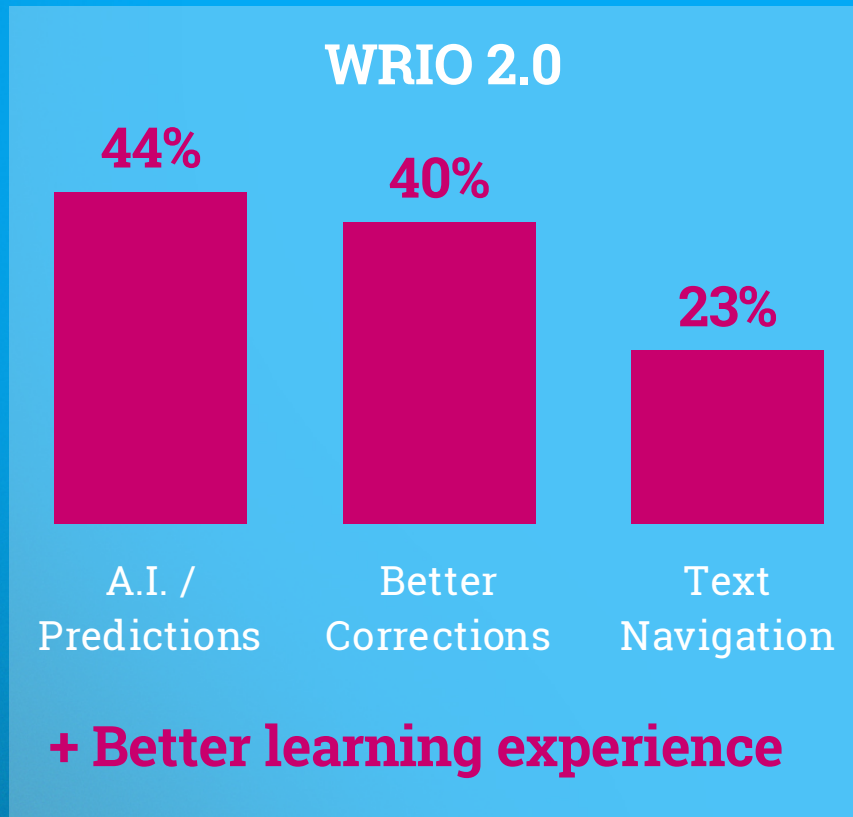 WRIO 2.0
44%
40%
23%
A.I. /
Predictions
Better
Corrections
Text
Navigation
+ Better learning experience